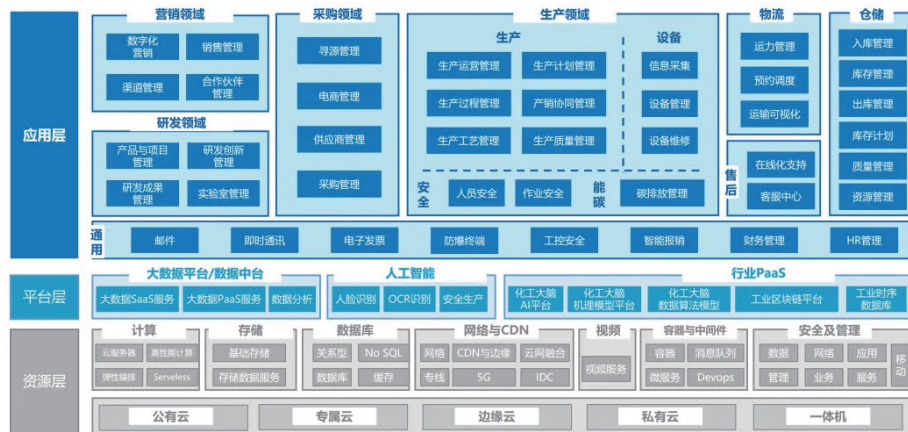 应用层
营销领域
数字化
营销
销售管理
渠道管理
合作伙伴
管理
研发领域
产品与项目
管理
研发创新
管理
研发成果
管理
实验室管理
采购领域
寻源管理
电商管理
供应商管理
采购管理
生产领域
生产
生产运营管理
生产计划管理
生产过程管理
产销协同管理
生产工艺管理
生产质量管理
设备
信息采集
设备管理
设备维修
安全
人员安全
作业安全
能碳
碳排放管理
物流
运力管理
预约调度
运输可视化
售后
在线化支持
客服中心
仓储
入库管理
库存管理
出库管理
库存计划
质量管理
资源管理
通用
邮件
即时通讯
电子发票
防爆终端
工控安全
智能报销
财务管理
HR管理
平台层
大数据平台/数据中台
大数据SaaS服务
大数据PaaS服务
数据分析
人工智能
人脸识别
OCR识别
安全生产
行业PaaS
化工大脑
AI平台
化工大脑
机理模型平台
化工大脑
数据算法模型
工业区块链平台
工业时序
数据库
资源层
计算
云服务器
高性能计算
弹性编排
Serveless
存储
基础存储
存储数据服务
数据库
关系型
No SQL
数据库
缓存
网络与CDN
网络
CDN与边缘
云网融合
专线
5G
IDC
视频
视频服务
容器与中间件
容器
消息队列
微服务
Devops
安全及管理
数据
网络
应用
管理
业务
服务
移动
公有云
专属云
边缘云
私有云
一体机